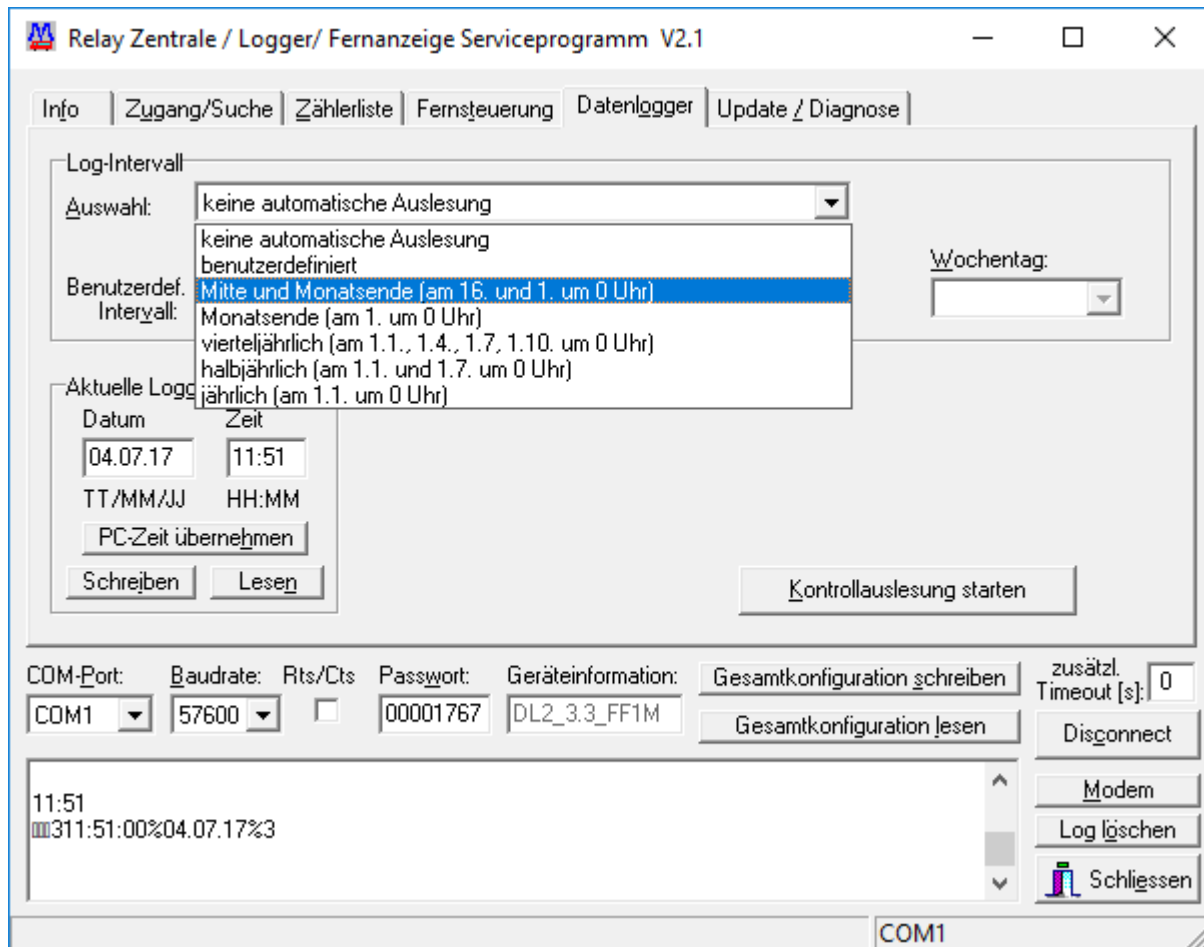 Relay Zentrale / Logger/ Fernanzeige Serviceprogramm V2.1
Info Zugang/Suche Zählerliste Fernsteuerung Datenlogger Update / Diagnose
Log-Intervall
Auswahl: keine automatische Auslesung
keine automatische Auslesung
benutzerdefiniert
Mitte und Monatsende (am 16. und 1. um 0 Uhr)
Monatsende (am 1. um 0 Uhr)
vierteljährlich (am 1.1., 1.4., 1.7, 1.10. um 0 Uhr)
halbjährlich (am 1.1. und 1.7. um 0 Uhr)
jährlich (am 1.1. um 0 Uhr)
Benutzerdef.
Intervall:
Wochentag:
Aktuelle Logg
Datum Zeit
04.07.17 11:51
TT/MM/JJ HH:MM
PC-Zeit übernehmen
Schreiben Lesen
Kontrollauslesung starten
COM-Port: Baudrate: Rts/Cts Passwort: Geräteinformation:
COM1 57600 00001767 DL2_3.3_FF1M
Gesamtkonfiguration schreiben
Gesamtkonfiguration lesen
zusätzl.
Timeout [s]: 0
Disconnect
Modem
Log löschen
Schliessen
11:51
311:51:00%04.07.17%3
COM1